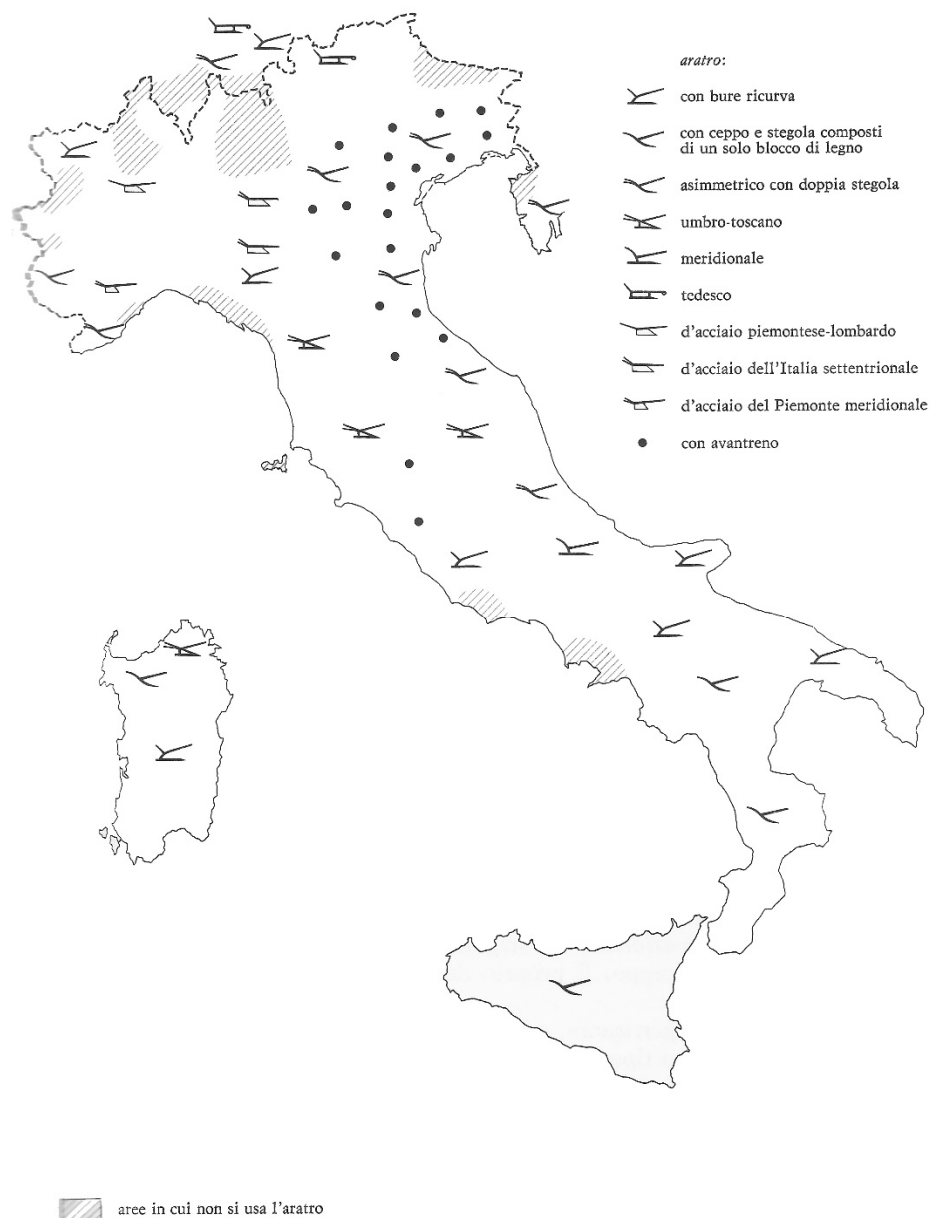 aratro:
con bure ricurva
con ceppo e stegola composti
di un solo blocco di legno
asimmetrico con doppia stegola
umbro-toscano
meridionale
tedesco
d'acciaio piemontese-lombardo
d'acciaio dell'Italia settentrionale
d'acciaio del Piemonte meridionale
con avantreno
aree in cui non si usa l'aratro